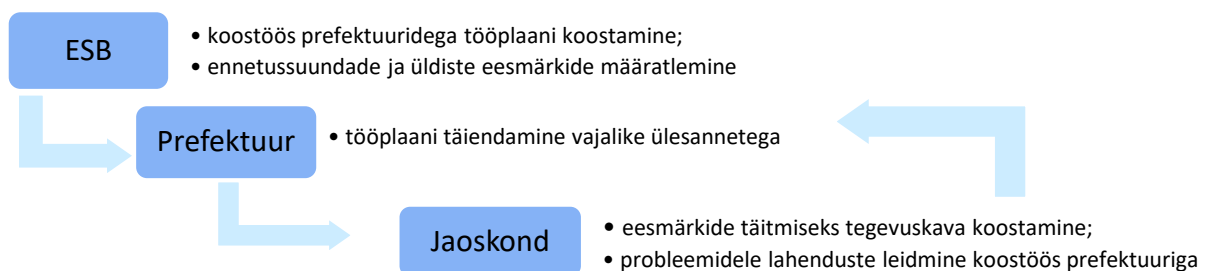 ESB
• koostöös prefektuuridega tööplaani koostamine;
• ennetussuundade ja üldiste eesmärkide määratlemine
Prefektuur
• tööplaani täiendamine vajalike ülesannetega
Jaoskond
• eesmärkide täitmiseks tegevuskava koostamine;
• probleemidele lahenduste leidmine koostöös prefektuuriga